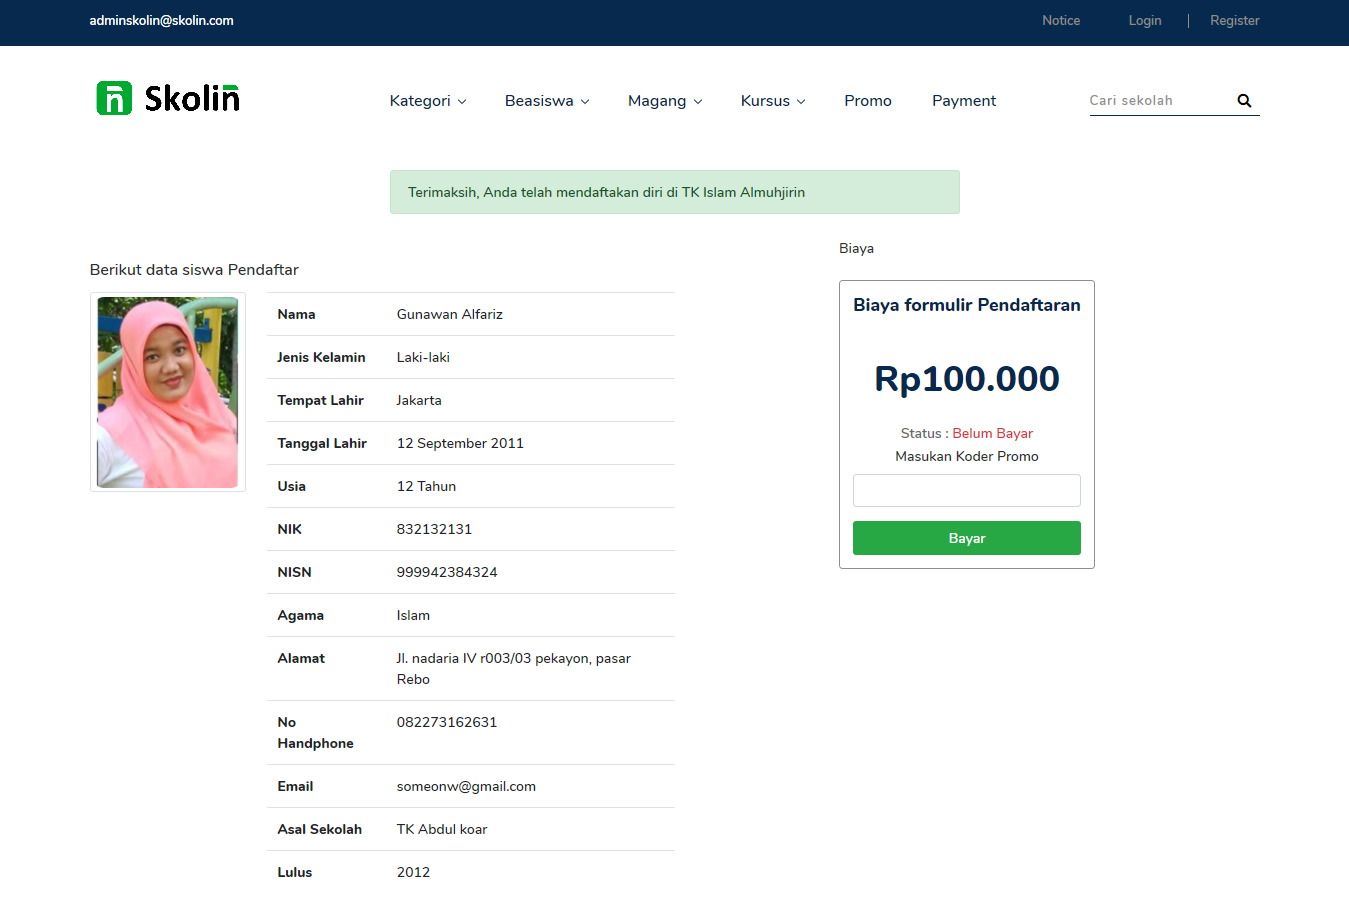 adminskolin@skolin.com
Notice Login | Register
ñ Skolin̄
Kategori Beasiswa Magang Kursus Promo Payment
Cari sekolah
Terimaksih, Anda telah mendaftakan diri di TK Islam Almuhjirin
Berikut data siswa Pendaftar
Nama Gunawan Alfariz
Jenis Kelamin Laki-laki
Tempat Lahir Jakarta
Tanggal Lahir 12 September 2011
Usia 12 Tahun
NIK 832132131
NISN 999942384324
Agama Islam
Alamat Jl. nadaria IV r003/03 pekayon, pasar
Rebo
No 082273162631
Handphone
Email someonw@gmail.com
Asal Sekolah TK Abdul koar
Lulus 2012
Biaya
Biaya formulir Pendaftaran
Rp100.000
Status : Belum Bayar
Masukan Koder Promo
Bayar